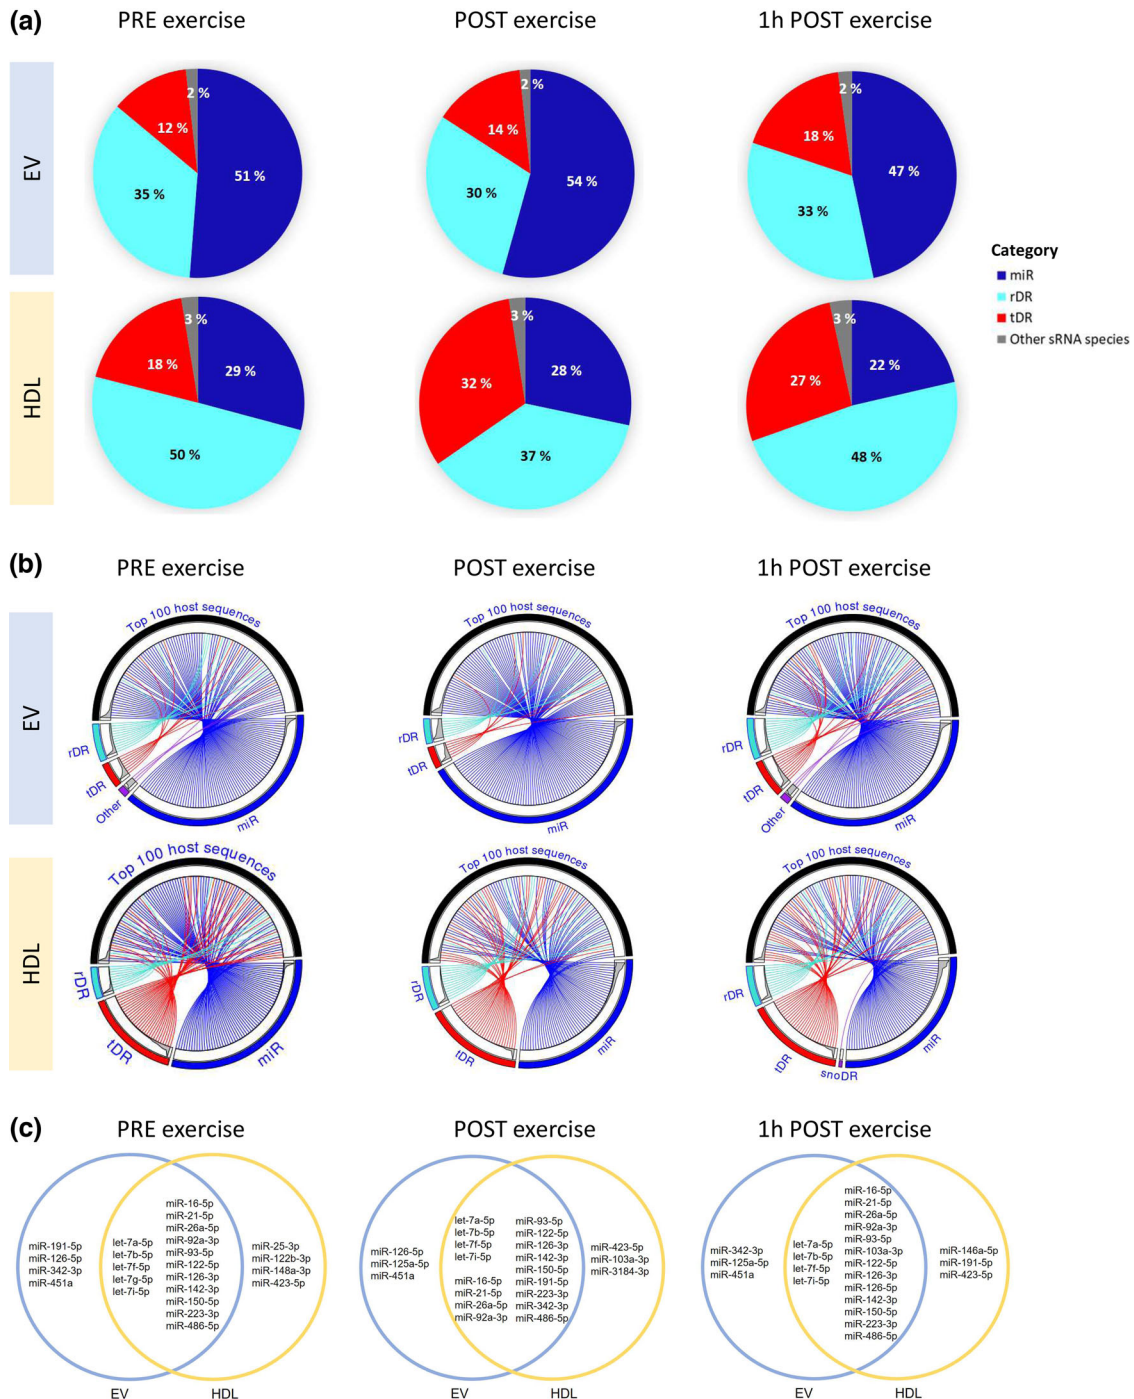 (a)
PRE exercise
POST exercise
1h POST exercise
EV
2 %
12 %
51 %
35 %
2 %
14 %
54 %
30 %
2 %
18 %
47 %
33 %
Category
miR
rDR
tDR
Other sRNA species
HDL
3 %
18 %
29 %
50 %
3 %
32 %
28 %
37 %
3 %
27 %
22 %
48 %
(b)
PRE exercise
POST exercise
1h POST exercise
EV
Top 100 host sequences
rDR
tDR
Other
miR
Top 100 host sequences
rDR
tDR
miR
Top 100 host sequences
rDR
tDR
Other
miR
HDL
Top 100 host sequences
rDR
tDR
miR
Top 100 host sequences
rDR
tDR
miR
Top 100 host sequences
rDR
tDR
snoDR
miR
(c)
PRE exercise
POST exercise
1h POST exercise
miR-191-5p
miR-126-5p
miR-342-3p
miR-451a
let-7a-5p
let-7b-5p
let-7f-5p
let-7g-5p
let-7i-5p
miR-16-5p
miR-21-5p
miR-26a-5p
miR-92a-3p
miR-93-5p
miR-122-5p
miR-126-3p
miR-142-3p
miR-150-5p
miR-223-3p
miR-486-5p
miR-25-3p
miR-122b-3p
miR-148a-3p
miR-423-5p
EV
HDL
miR-126-5p
miR-125a-5p
miR-451a
let-7a-5p
let-7b-5p
let-7f-5p
let-7i-5p
miR-16-5p
miR-21-5p
miR-26a-5p
miR-92a-3p
miR-93-5p
miR-122-5p
miR-126-3p
miR-142-3p
miR-150-5p
miR-191-5p
miR-223-3p
miR-342-3p
miR-486-5p
miR-423-5p
miR-103a-3p
miR-3184-3p
EV
HDL
miR-342-3p
miR-125a-5p
miR-451a
let-7a-5p
let-7b-5p
let-7f-5p
let-7i-5p
miR-16-5p
miR-21-5p
miR-26a-5p
miR-92a-3p
miR-93-5p
miR-103a-3p
miR-122-5p
miR-126-3p
miR-126-5p
miR-142-3p
miR-150-5p
miR-223-3p
miR-486-5p
miR-146a-5p
miR-191-5p
miR-423-5p
EV
HDL